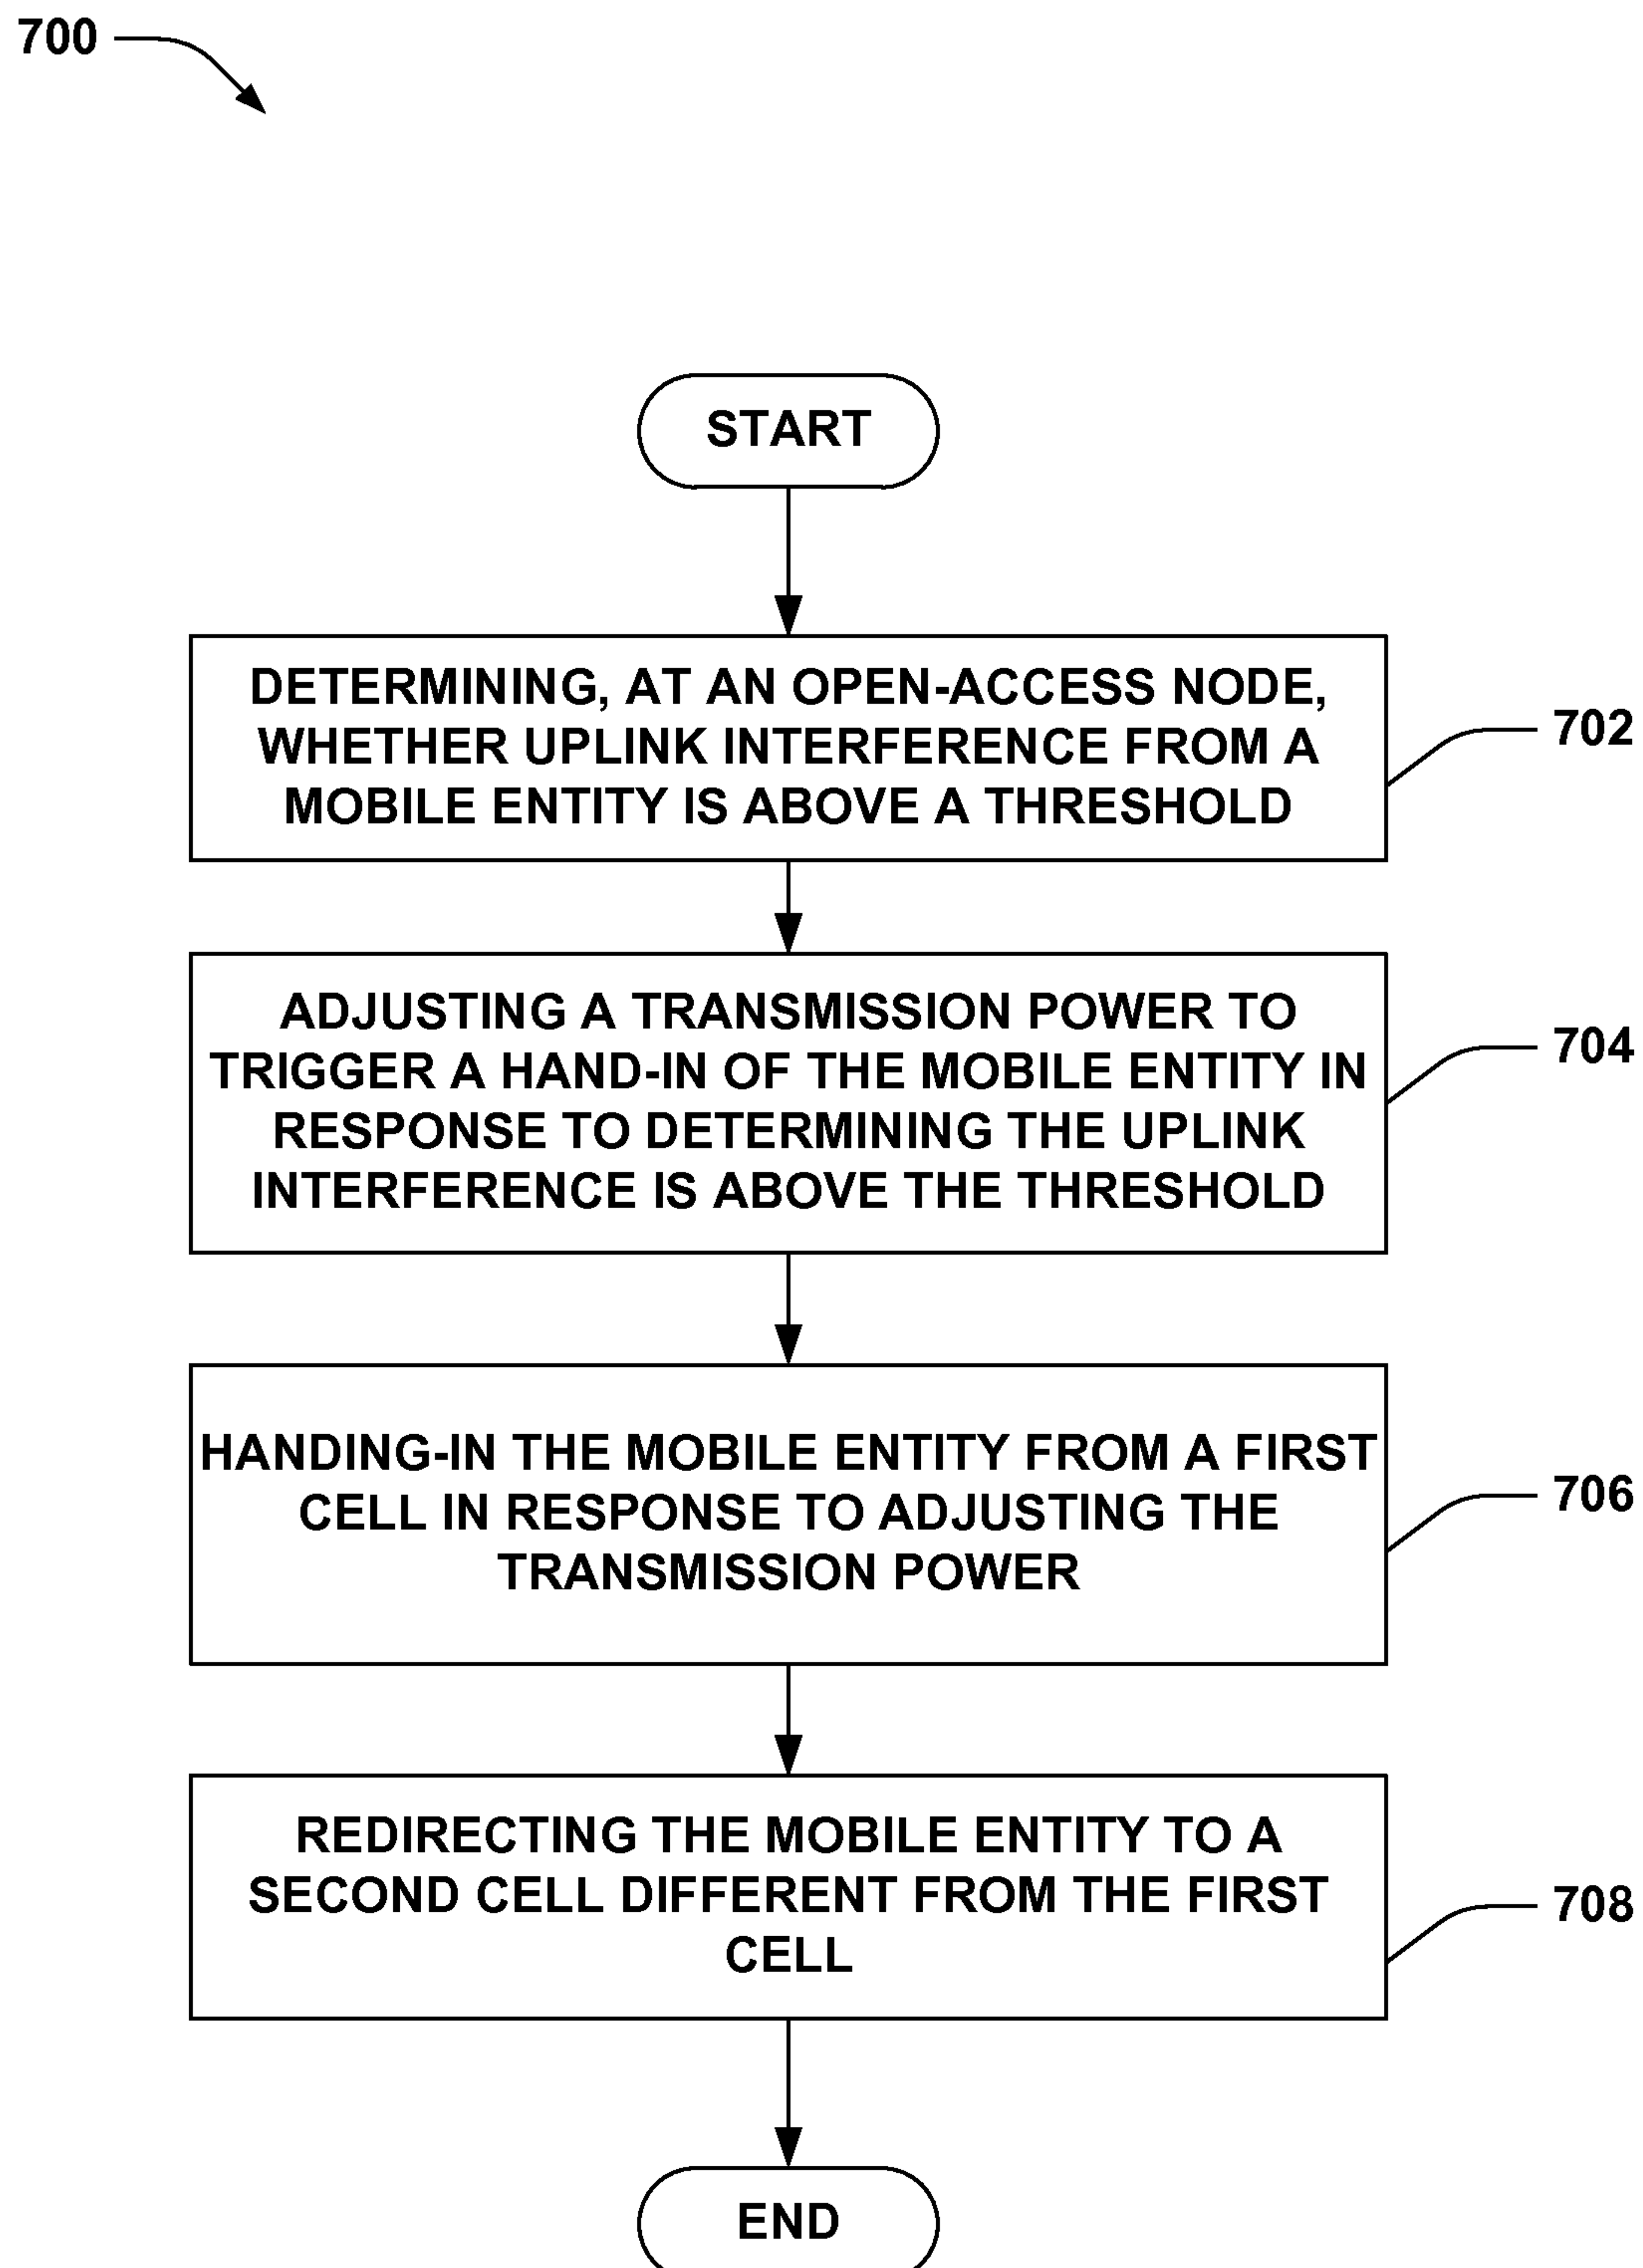 700
START
DETERMINING, AT AN OPEN-ACCESS NODE,
WHETHER UPLINK INTERFERENCE FROM A
MOBILE ENTITY IS ABOVE A THRESHOLD
702
ADJUSTING A TRANSMISSION POWER TO
TRIGGER A HAND-IN OF THE MOBILE ENTITY IN
RESPONSE TO DETERMINING THE UPLINK
INTERFERENCE IS ABOVE THE THRESHOLD
704
HANDING-IN THE MOBILE ENTITY FROM A FIRST
CELL IN RESPONSE TO ADJUSTING THE
TRANSMISSION POWER
706
REDIRECTING THE MOBILE ENTITY TO A
SECOND CELL DIFFERENT FROM THE FIRST
CELL
708
END